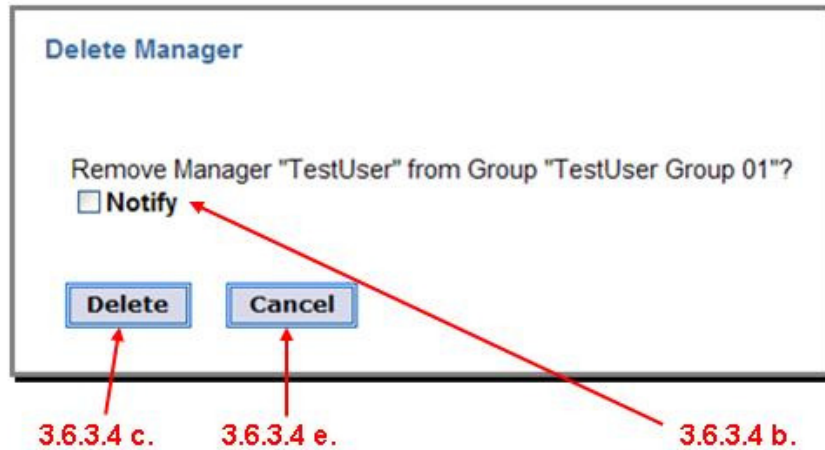 Delete Manager
Remove Manager "TestUser" from Group "TestUser Group 01"?
Notify
Delete Cancel
3.6.3.4 c. 3.6.3.4 e. 3.6.3.4 b.